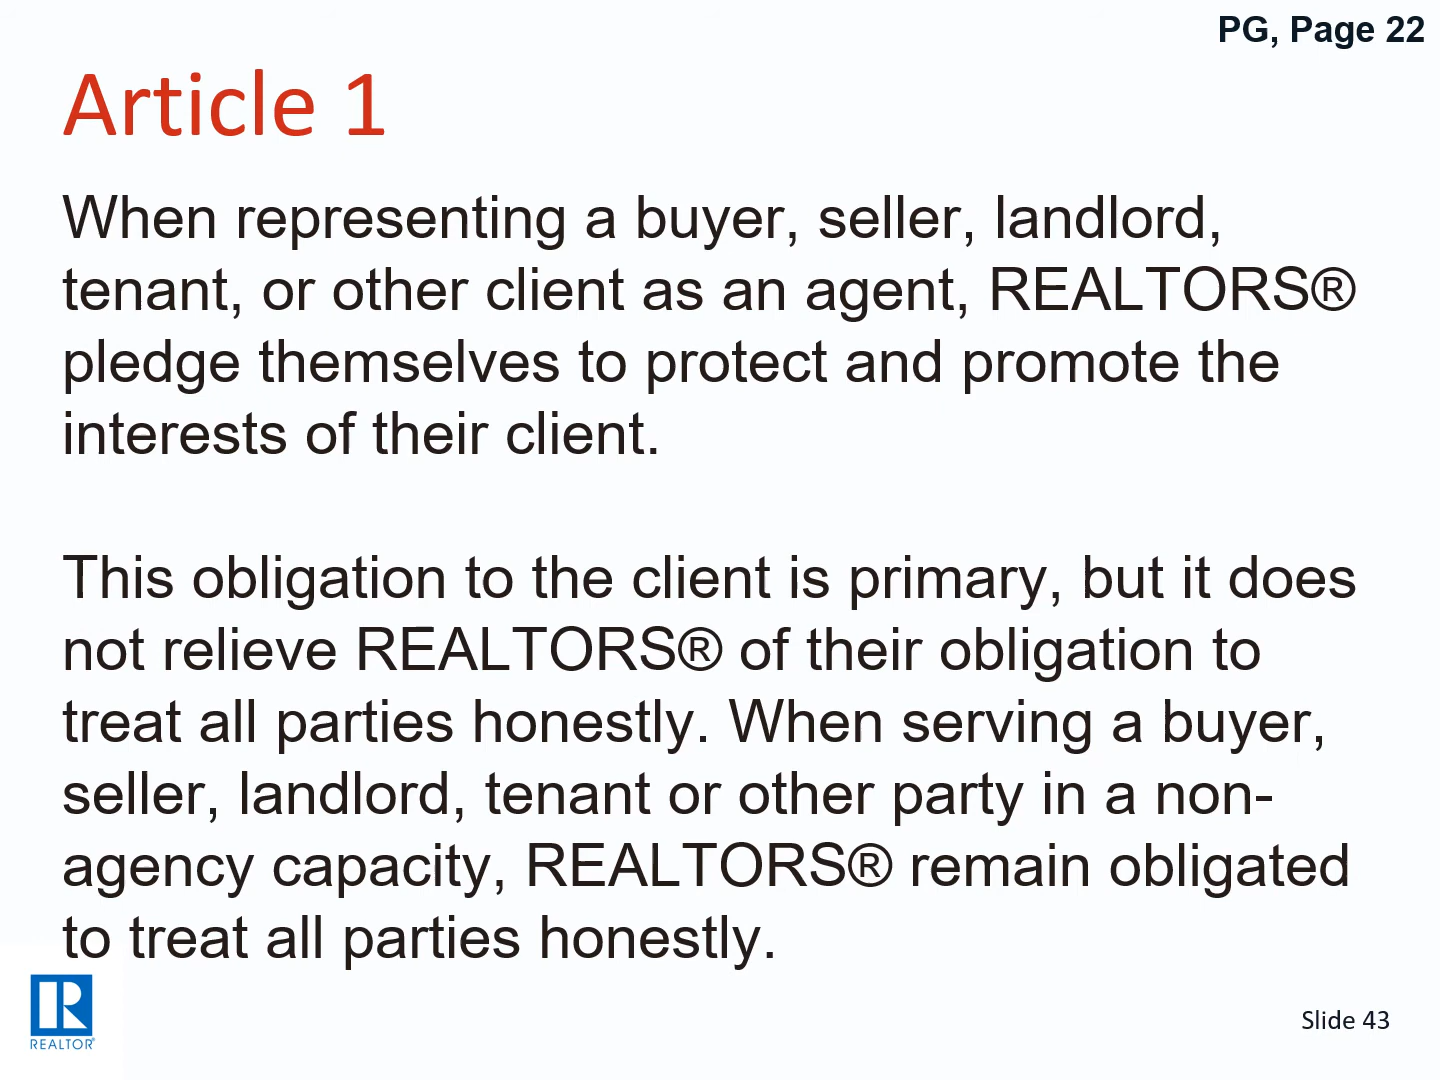 PG, Page 22
Article 1
When representing a buyer, seller, landlord,
tenant, or other client as an agent, REALTORS®
pledge themselves to protect and promote the
interests of their client.
This obligation to the client is primary, but it does
not relieve REALTORS® of their obligation to
treat all parties honestly. When serving a buyer,
seller, landlord, tenant or other party in a non-
agency capacity, REALTORS® remain obligated
to treat all parties honestly.
R
REALTOR®
Slide 43